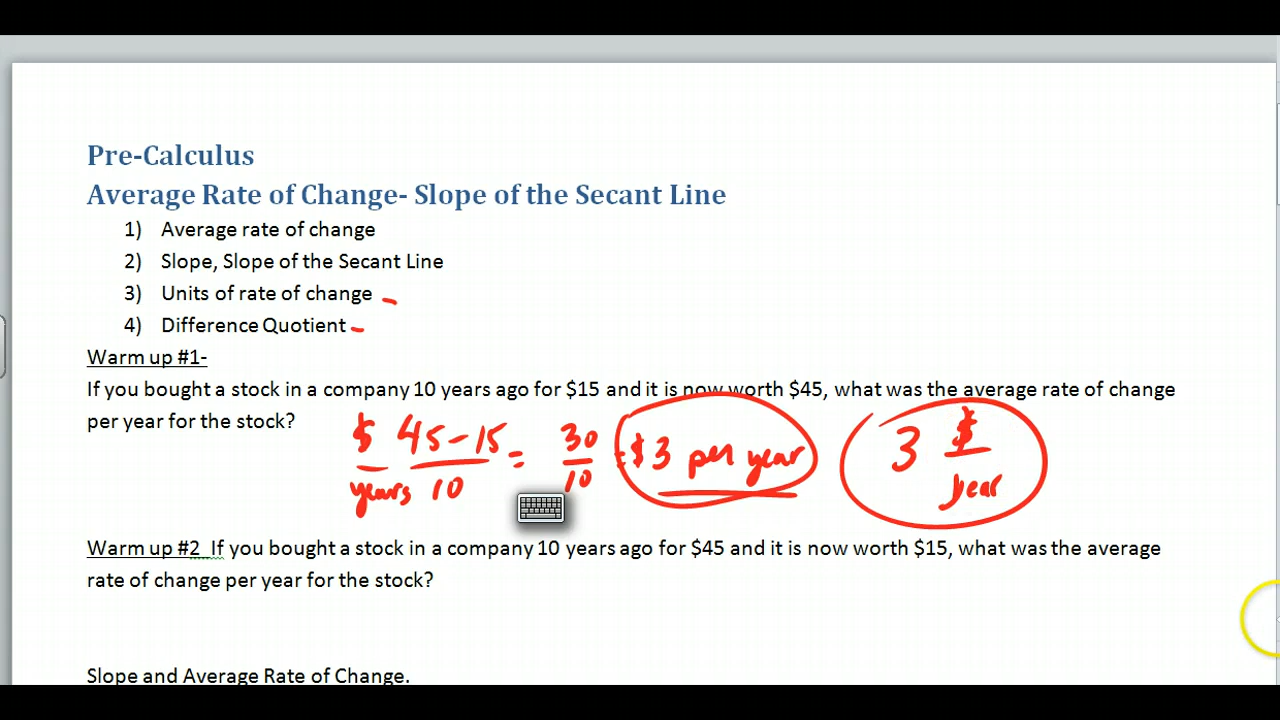 Pre-Calculus
Average Rate of Change- Slope of the Secant Line
1) Average rate of change
2) Slope, Slope of the Secant Line
3) Units of rate of change
4) Difference Quotient
Warm up #1-
If you bought a stock in a company 10 years ago for $15 and it is now worth $45, what was the average rate of change
per year for the stock?
$/years 45-15/10 = 30/10 = $3 per year 3 $/year
Warm up #2 If you bought a stock in a company 10 years ago for $45 and it is now worth $15, what was the average
rate of change per year for the stock?
Slope and Average Rate of Change.